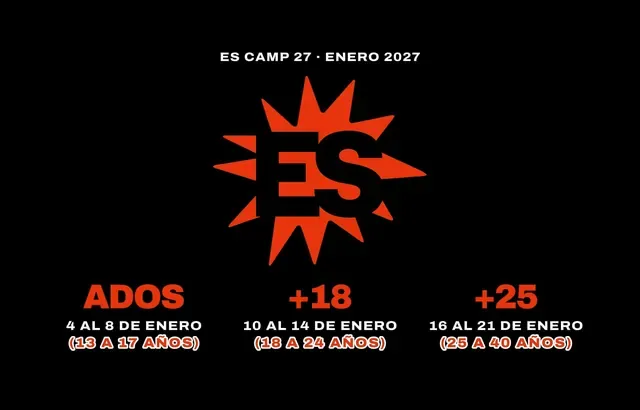 ES CAMP 27 · ENERO 2027
ES
ADOS
4 AL 8 DE ENERO
(13 A 17 AÑOS)
+18
10 AL 14 DE ENERO
(18 A 24 AÑOS)
+25
16 AL 21 DE ENERO
(25 A 40 AÑOS)